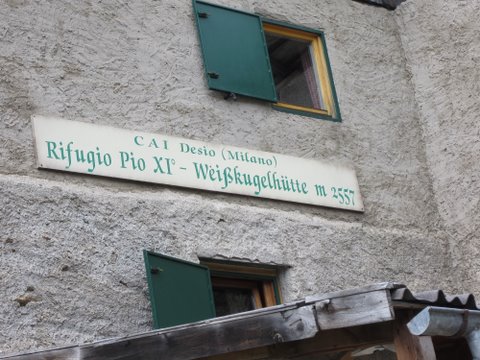 CAI Desio (Milano)
Rifugio Pio XI° - Weißkugelhütte m 2557